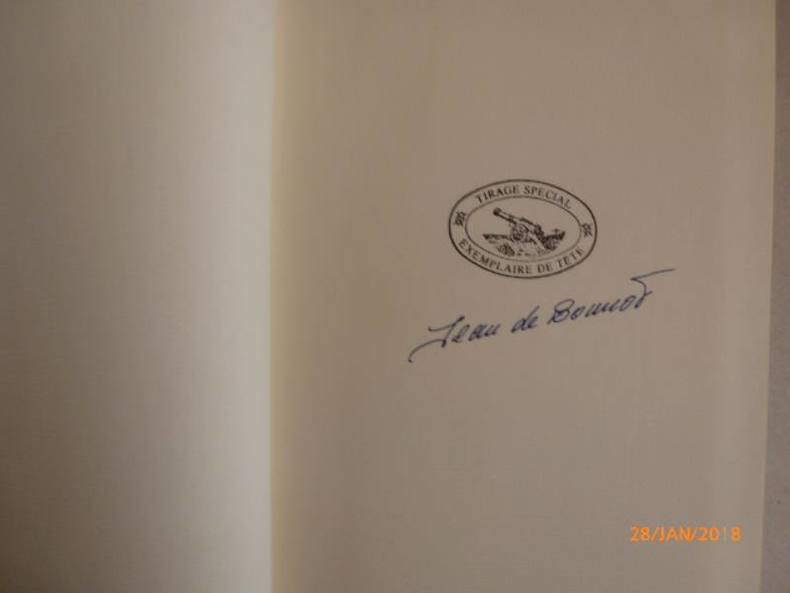 TIRAGE SPECIAL
EXEMPLAIRE DE TETE
Jean de Bonnot
28/JAN/2018